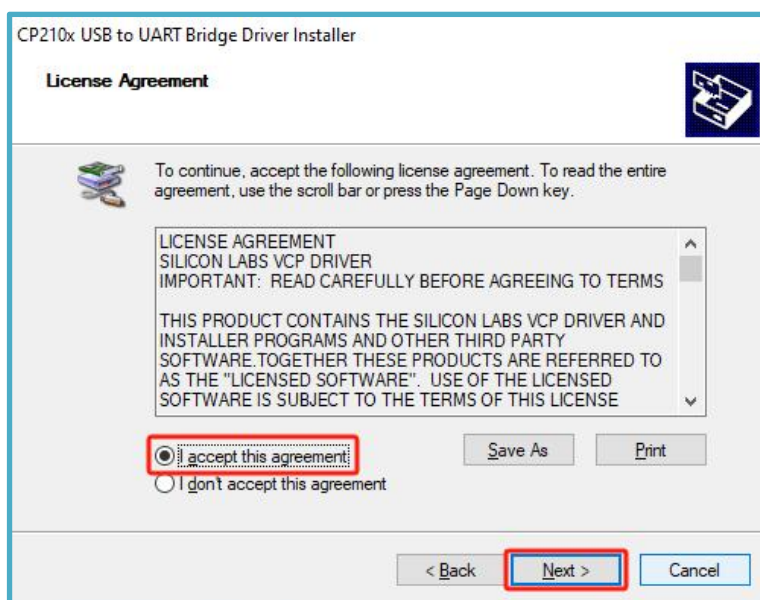 CP210x USB to UART Bridge Driver Installer
License Agreement
To continue, accept the following license agreement. To read the entire
agreement, use the scroll bar or press the Page Down key.
LICENSE AGREEMENT
SILICON LABS VCP DRIVER
IMPORTANT: READ CAREFULLY BEFORE AGREEING TO TERMS
THIS PRODUCT CONTAINS THE SILICON LABS VCP DRIVER AND
INSTALLER PROGRAMS AND OTHER THIRD PARTY
SOFTWARE.TOGETHER THESE PRODUCTS ARE REFERRED TO
AS THE "LICENSED SOFTWARE". USE OF THE LICENSED
SOFTWARE IS SUBJECT TO THE TERMS OF THIS LICENSE
I accept this agreement
Save As
Print
I don't accept this agreement
< Back
Next >
Cancel